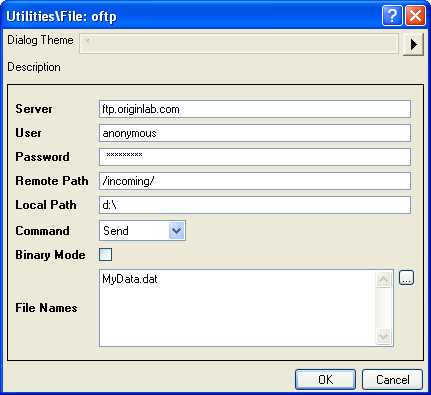 Utilities\File: oftp
Dialog Theme *
Description
Server ftp.originlab.com
User anonymous
Password *********
Remote Path /incoming/
Local Path d:\
Command Send
Binary Mode
File Names MyData.dat ...
OK Cancel